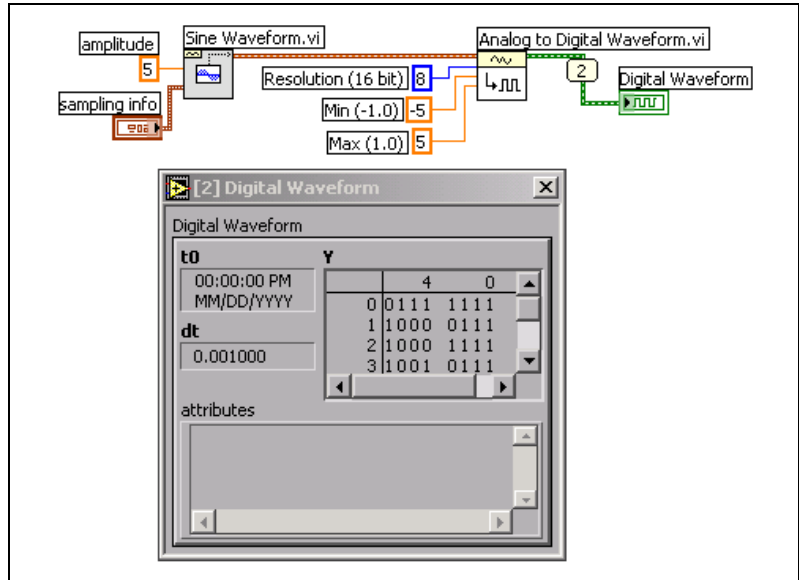 amplitude
5
sampling info
Sine Waveform.vi
Resolution (16 bit) 8
Min (-1.0) -5
Max (1.0) 5
Analog to Digital Waveform.vi
2
Digital Waveform
[2] Digital Waveform
Digital Waveform
t0
00:00:00 PM
MM/DD/YYYY
dt
0.001000
Y
4 0
0 0111 1111
1 1000 0111
2 1000 1111
3 1001 0111
attributes